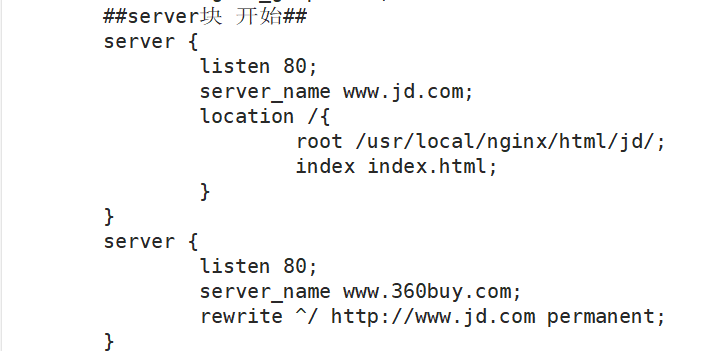 ##server块 开始##
server {
listen 80;
server_name www.jd.com;
location /{
root /usr/local/nginx/html/jd/;
index index.html;
}
}
server {
listen 80;
server_name www.360buy.com;
rewrite ^/ http://www.jd.com permanent;
}